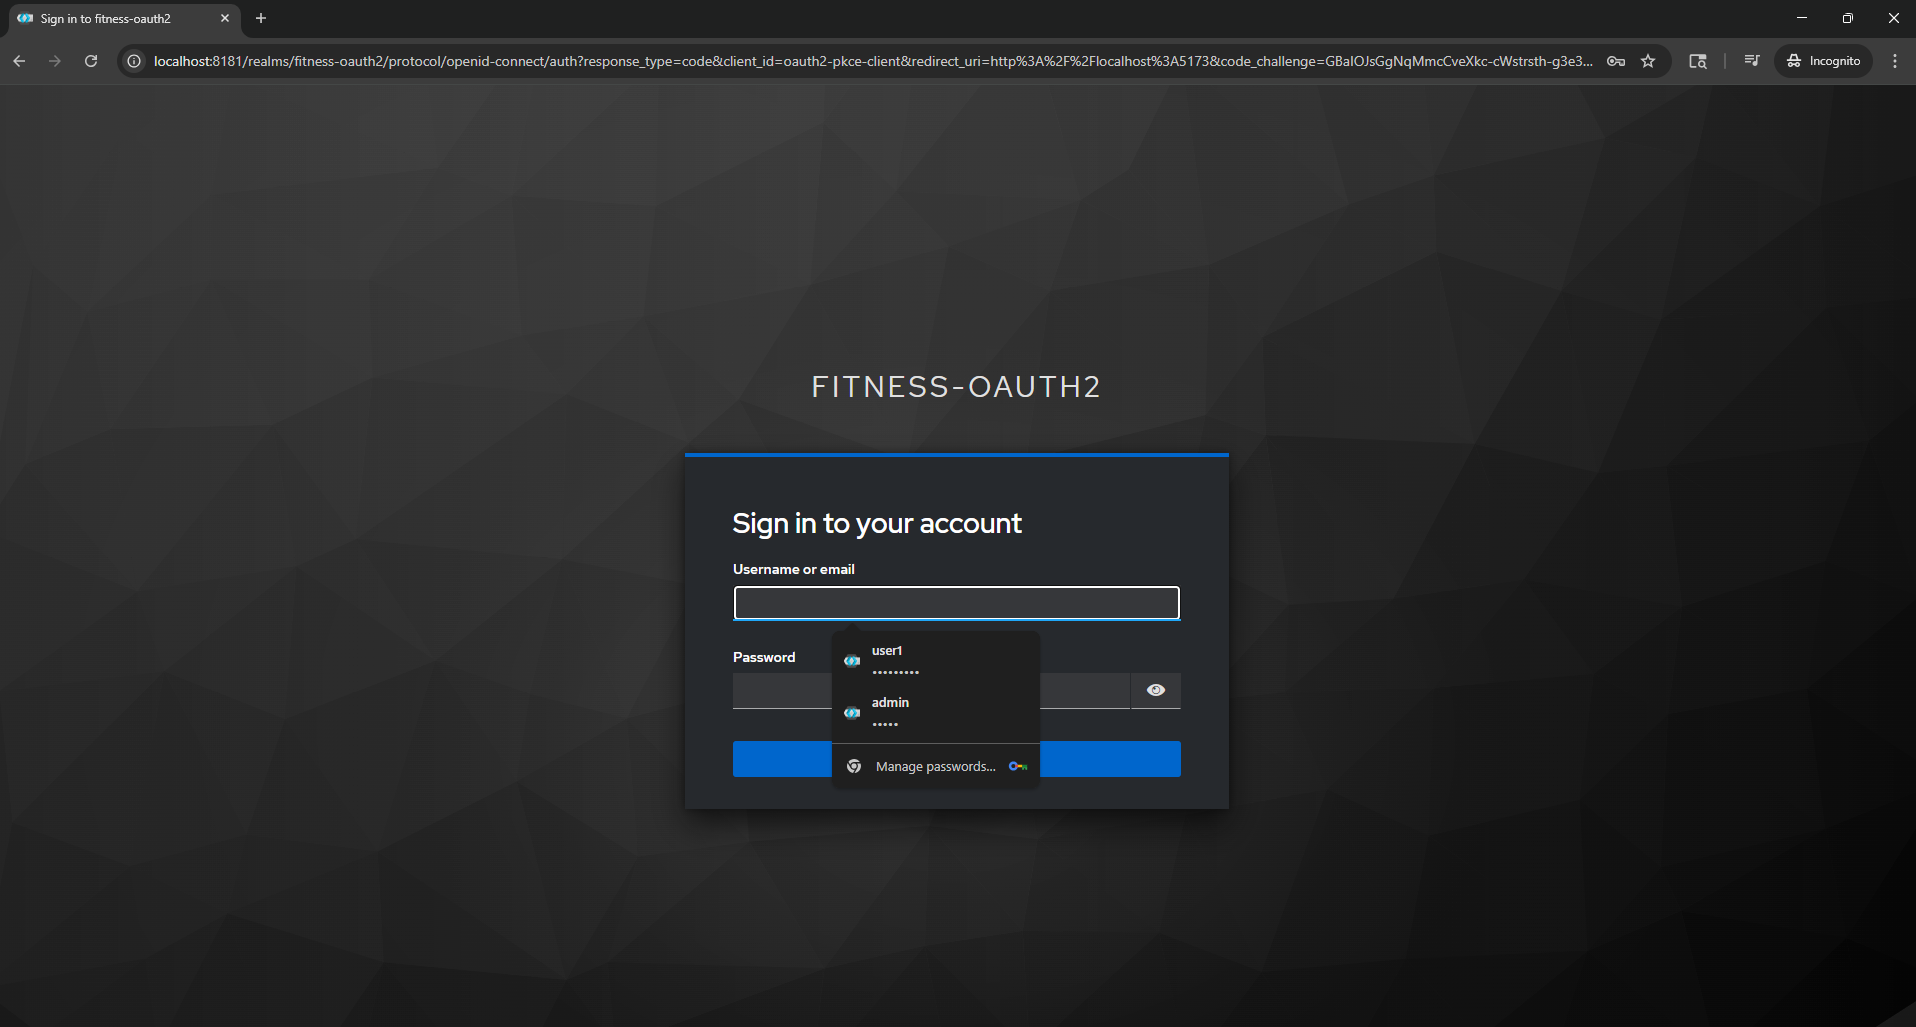 Sign in to fitness-oauth2
localhost:8181/realms/fitness-oauth2/protocol/openid-connect/auth?response_type=code&client_id=oauth2-pkce-client&redirect_uri=http%3A%2F%2Flocalhost%3A5173&code_challenge=GBalOJsGgNqMmcCveXkc-cWstrsth-g3e3...
Incognito
FITNESS-OAUTH2
Sign in to your account
Username or email
user1
•••••••••
Password
admin
•••••
Manage passwords...